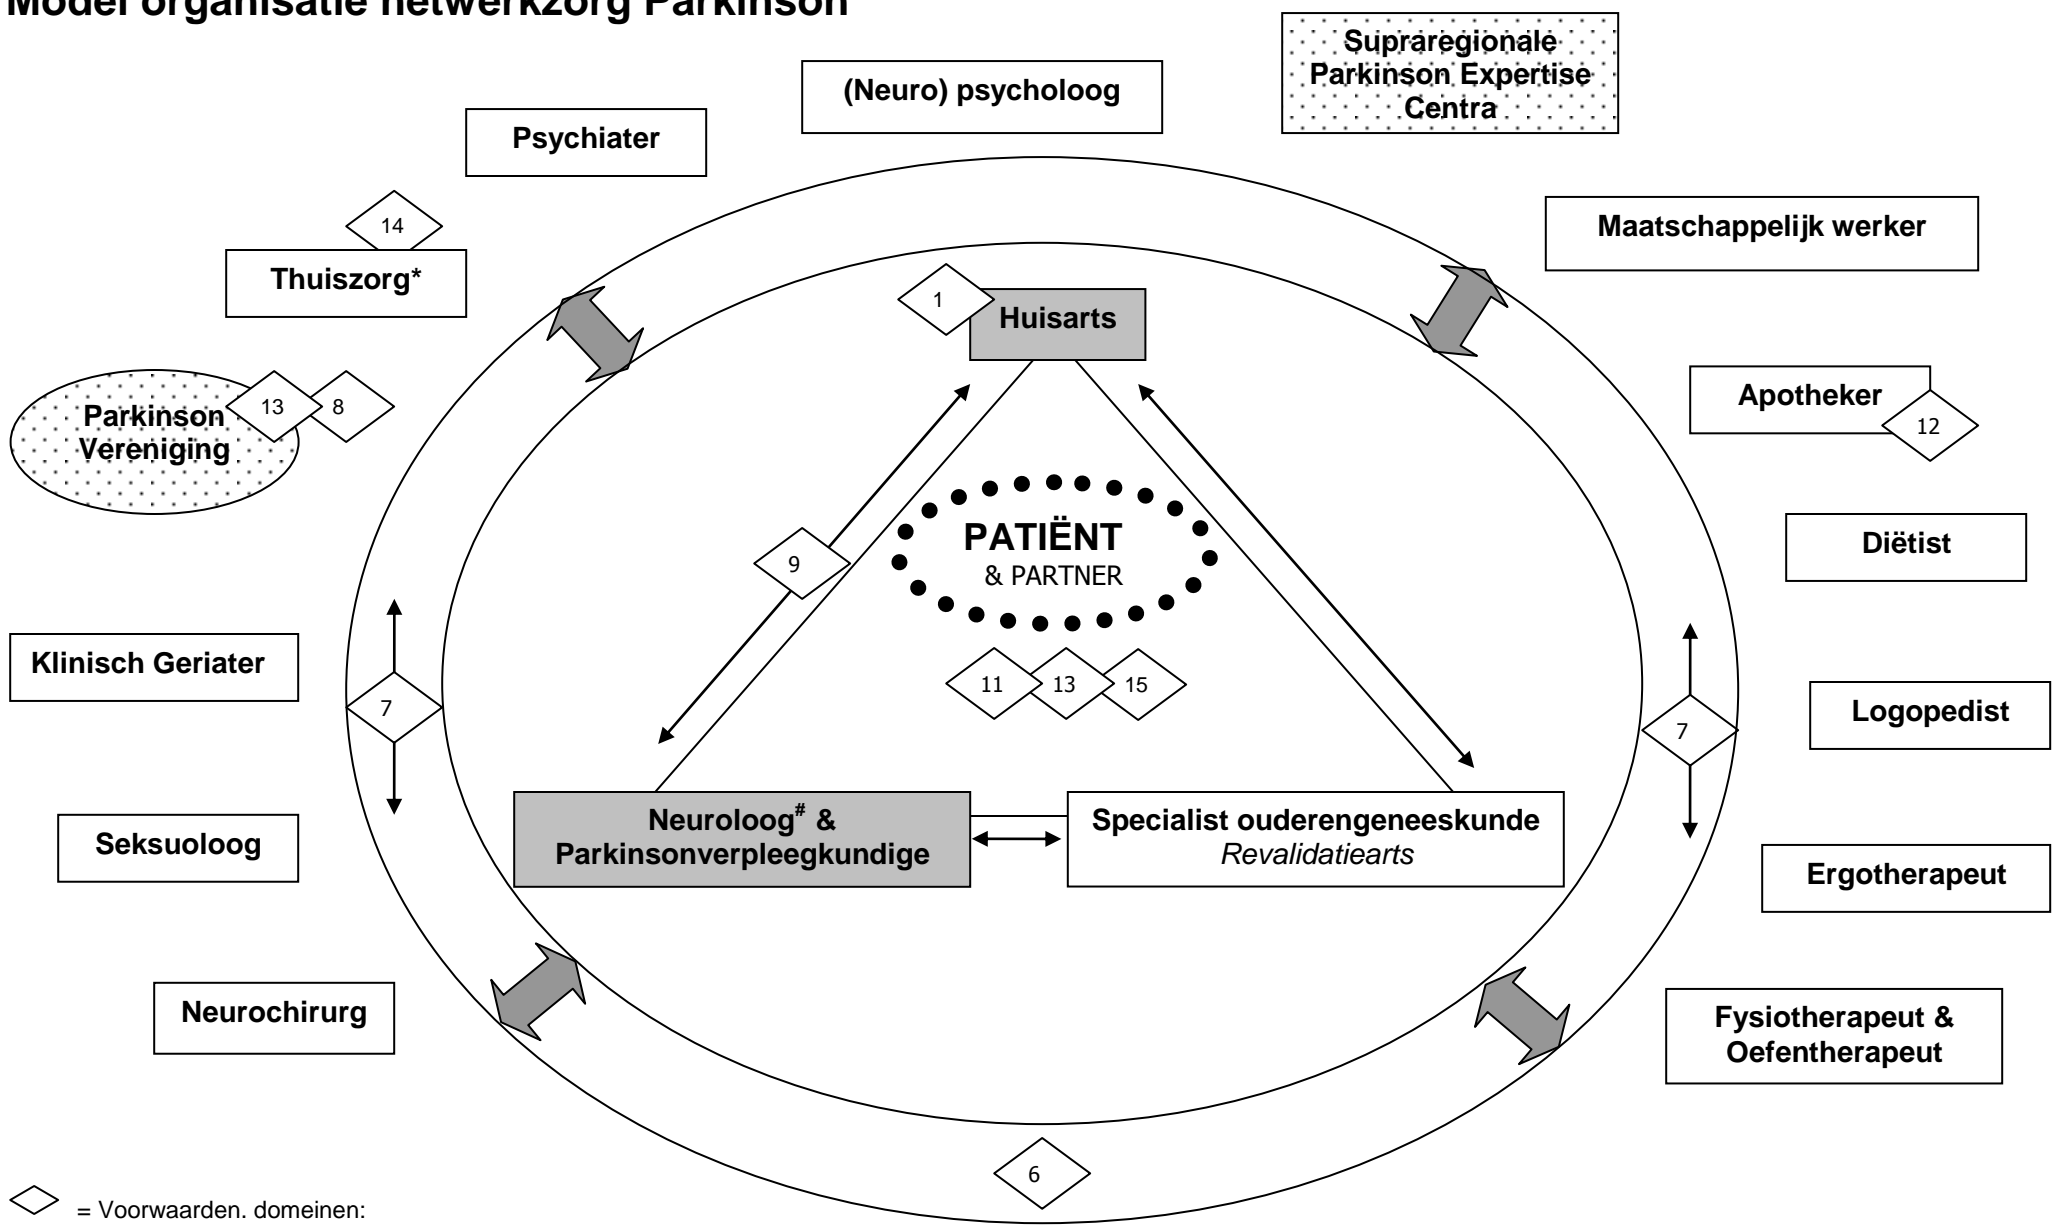 Model organisatie netwerkzorg Parkinson
Supraregionale
Parkinson Expertise
Centra
(Neuro) psycholoog
Psychiater
14
Thuiszorg*
Maatschappelijk werker
1
Huisarts
Parkinson
Vereniging
13
8
Apotheker
12
PATIËNT
& PARTNER
9
Diëtist
11
13
15
Klinisch Geriater
7
7
Logopedist
Seksuoloog
Neuroloog# &
Parkinsonverpleegkundige
Specialist ouderengeneeskunde
Revalidatiearts
Ergotherapeut
Neurochirurg
Fysiotherapeut &
Oefentherapeut
6
= Voorwaarden. domeinen: